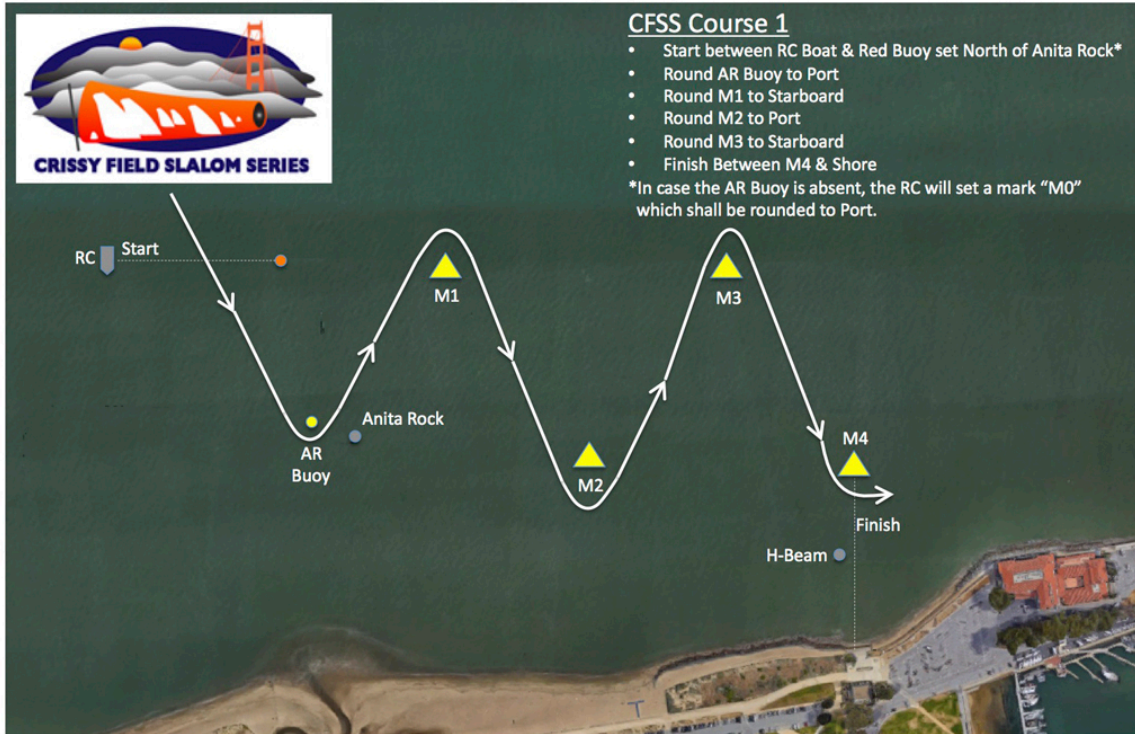 CRISSY FIELD SLALOM SERIES
CFSS Course 1
• Start between RC Boat & Red Buoy set North of Anita Rock*
• Round AR Buoy to Port
• Round M1 to Starboard
• Round M2 to Port
• Round M3 to Starboard
• Finish Between M4 & Shore
*In case the AR Buoy is absent, the RC will set a mark “M0”
which shall be rounded to Port.
RC
Start
M1
M3
Anita Rock
AR
Buoy
M2
M4
Finish
H-Beam